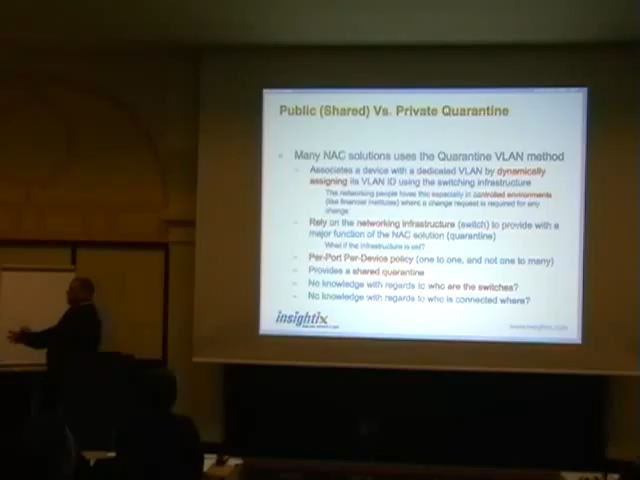 Public (Shared) Vs. Private Quarantine
Many NAC solutions uses the Quarantine VLAN method
Associates a device with a dedicated VLAN by dynamically
assigning its VLAN ID using the switching infrastructure
The networking people loves this especially in controlled environments
(like financial institutes) where a change request is required for any
change
Rely on the networking infrastructure (switch) to provide with a
major function of the NAC solution (quarantine)
What if the infrastructure is
Per-Port Per-Device policy (one to one, and not one to many)
Provides a shared quarantine
No knowledge with regards to who are the switches?
No knowledge with regards to who is connected where?
insightix
www.insightix.com